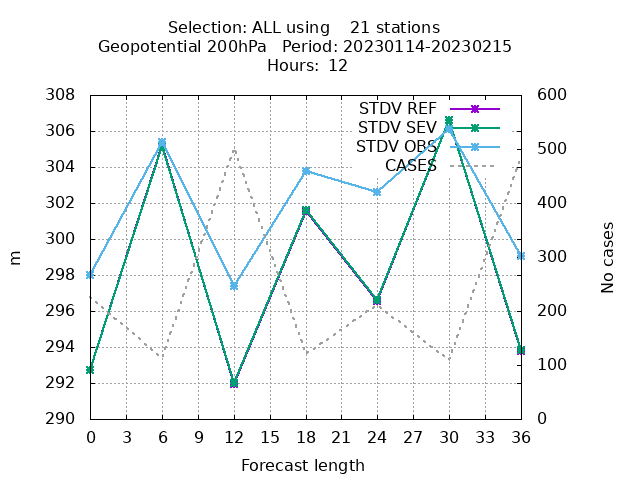 Selection: ALL using    21 stations
Geopotential 200hPa   Period: 20230114-20230215
Hours: 12
STDV REF
STDV SEV
STDV OBS
CASES
308
306
304
302
300
298
296
294
292
290
m
600
500
400
300
200
100
0
No cases
0 3 6 9 12 15 18 21 24 27 30 33 36
Forecast length